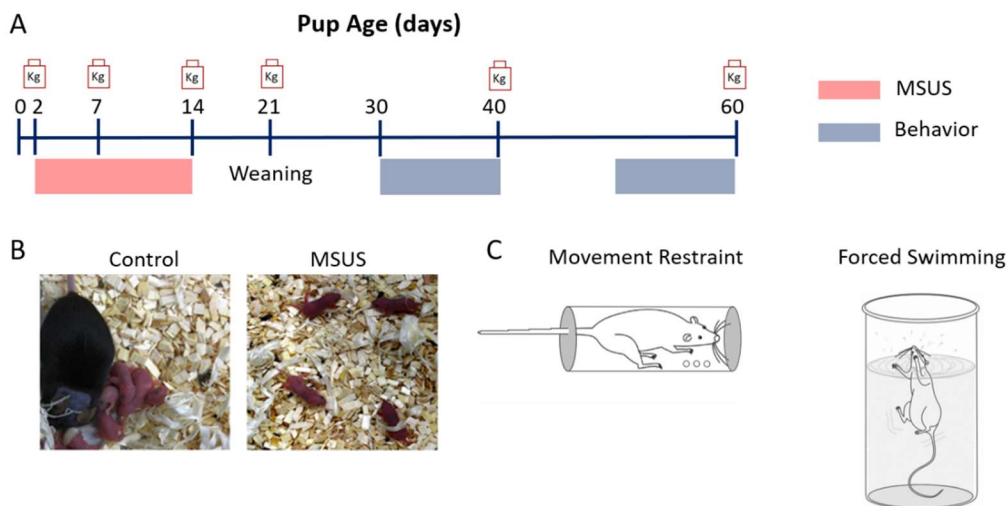 A
Pup Age (days)
Kg Kg Kg Kg Kg Kg
0 2 7 14 21 30 40 60
MSUS
Behavior
Weaning
B
Control MSUS
C
Movement Restraint Forced Swimming